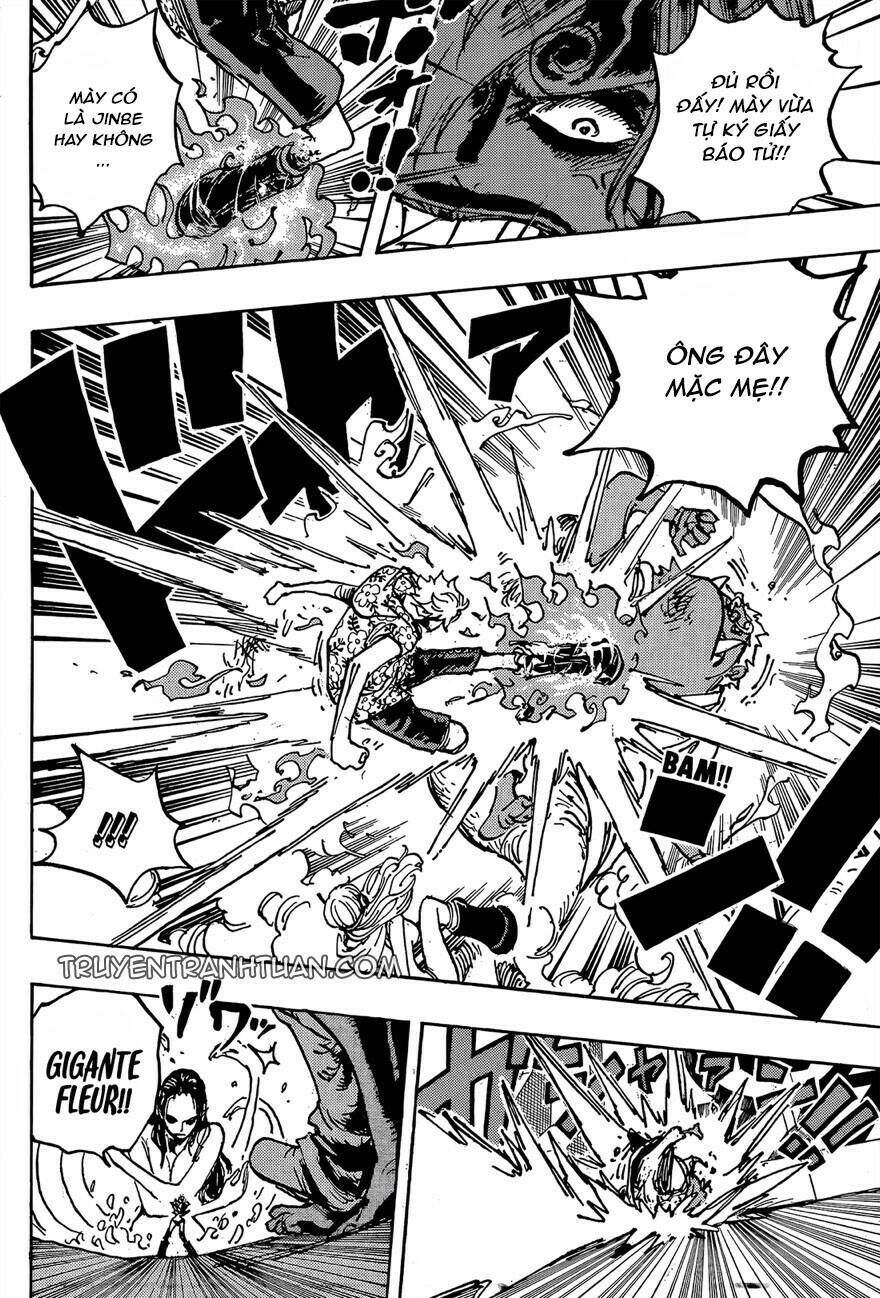 ĐỦ RỒI
ĐẤY! MÀY VỪA
TỰ KÝ GIẤY
BÁO TỬ!!
MÀY CÓ
LÀ JINBE
HAY KHÔNG
...
ÔNG ĐÂY
MẶC MẸ!!
BAM!!
!!!
TRUYENTRANHTUAN.COM
GIGANTE
FLEUR!!